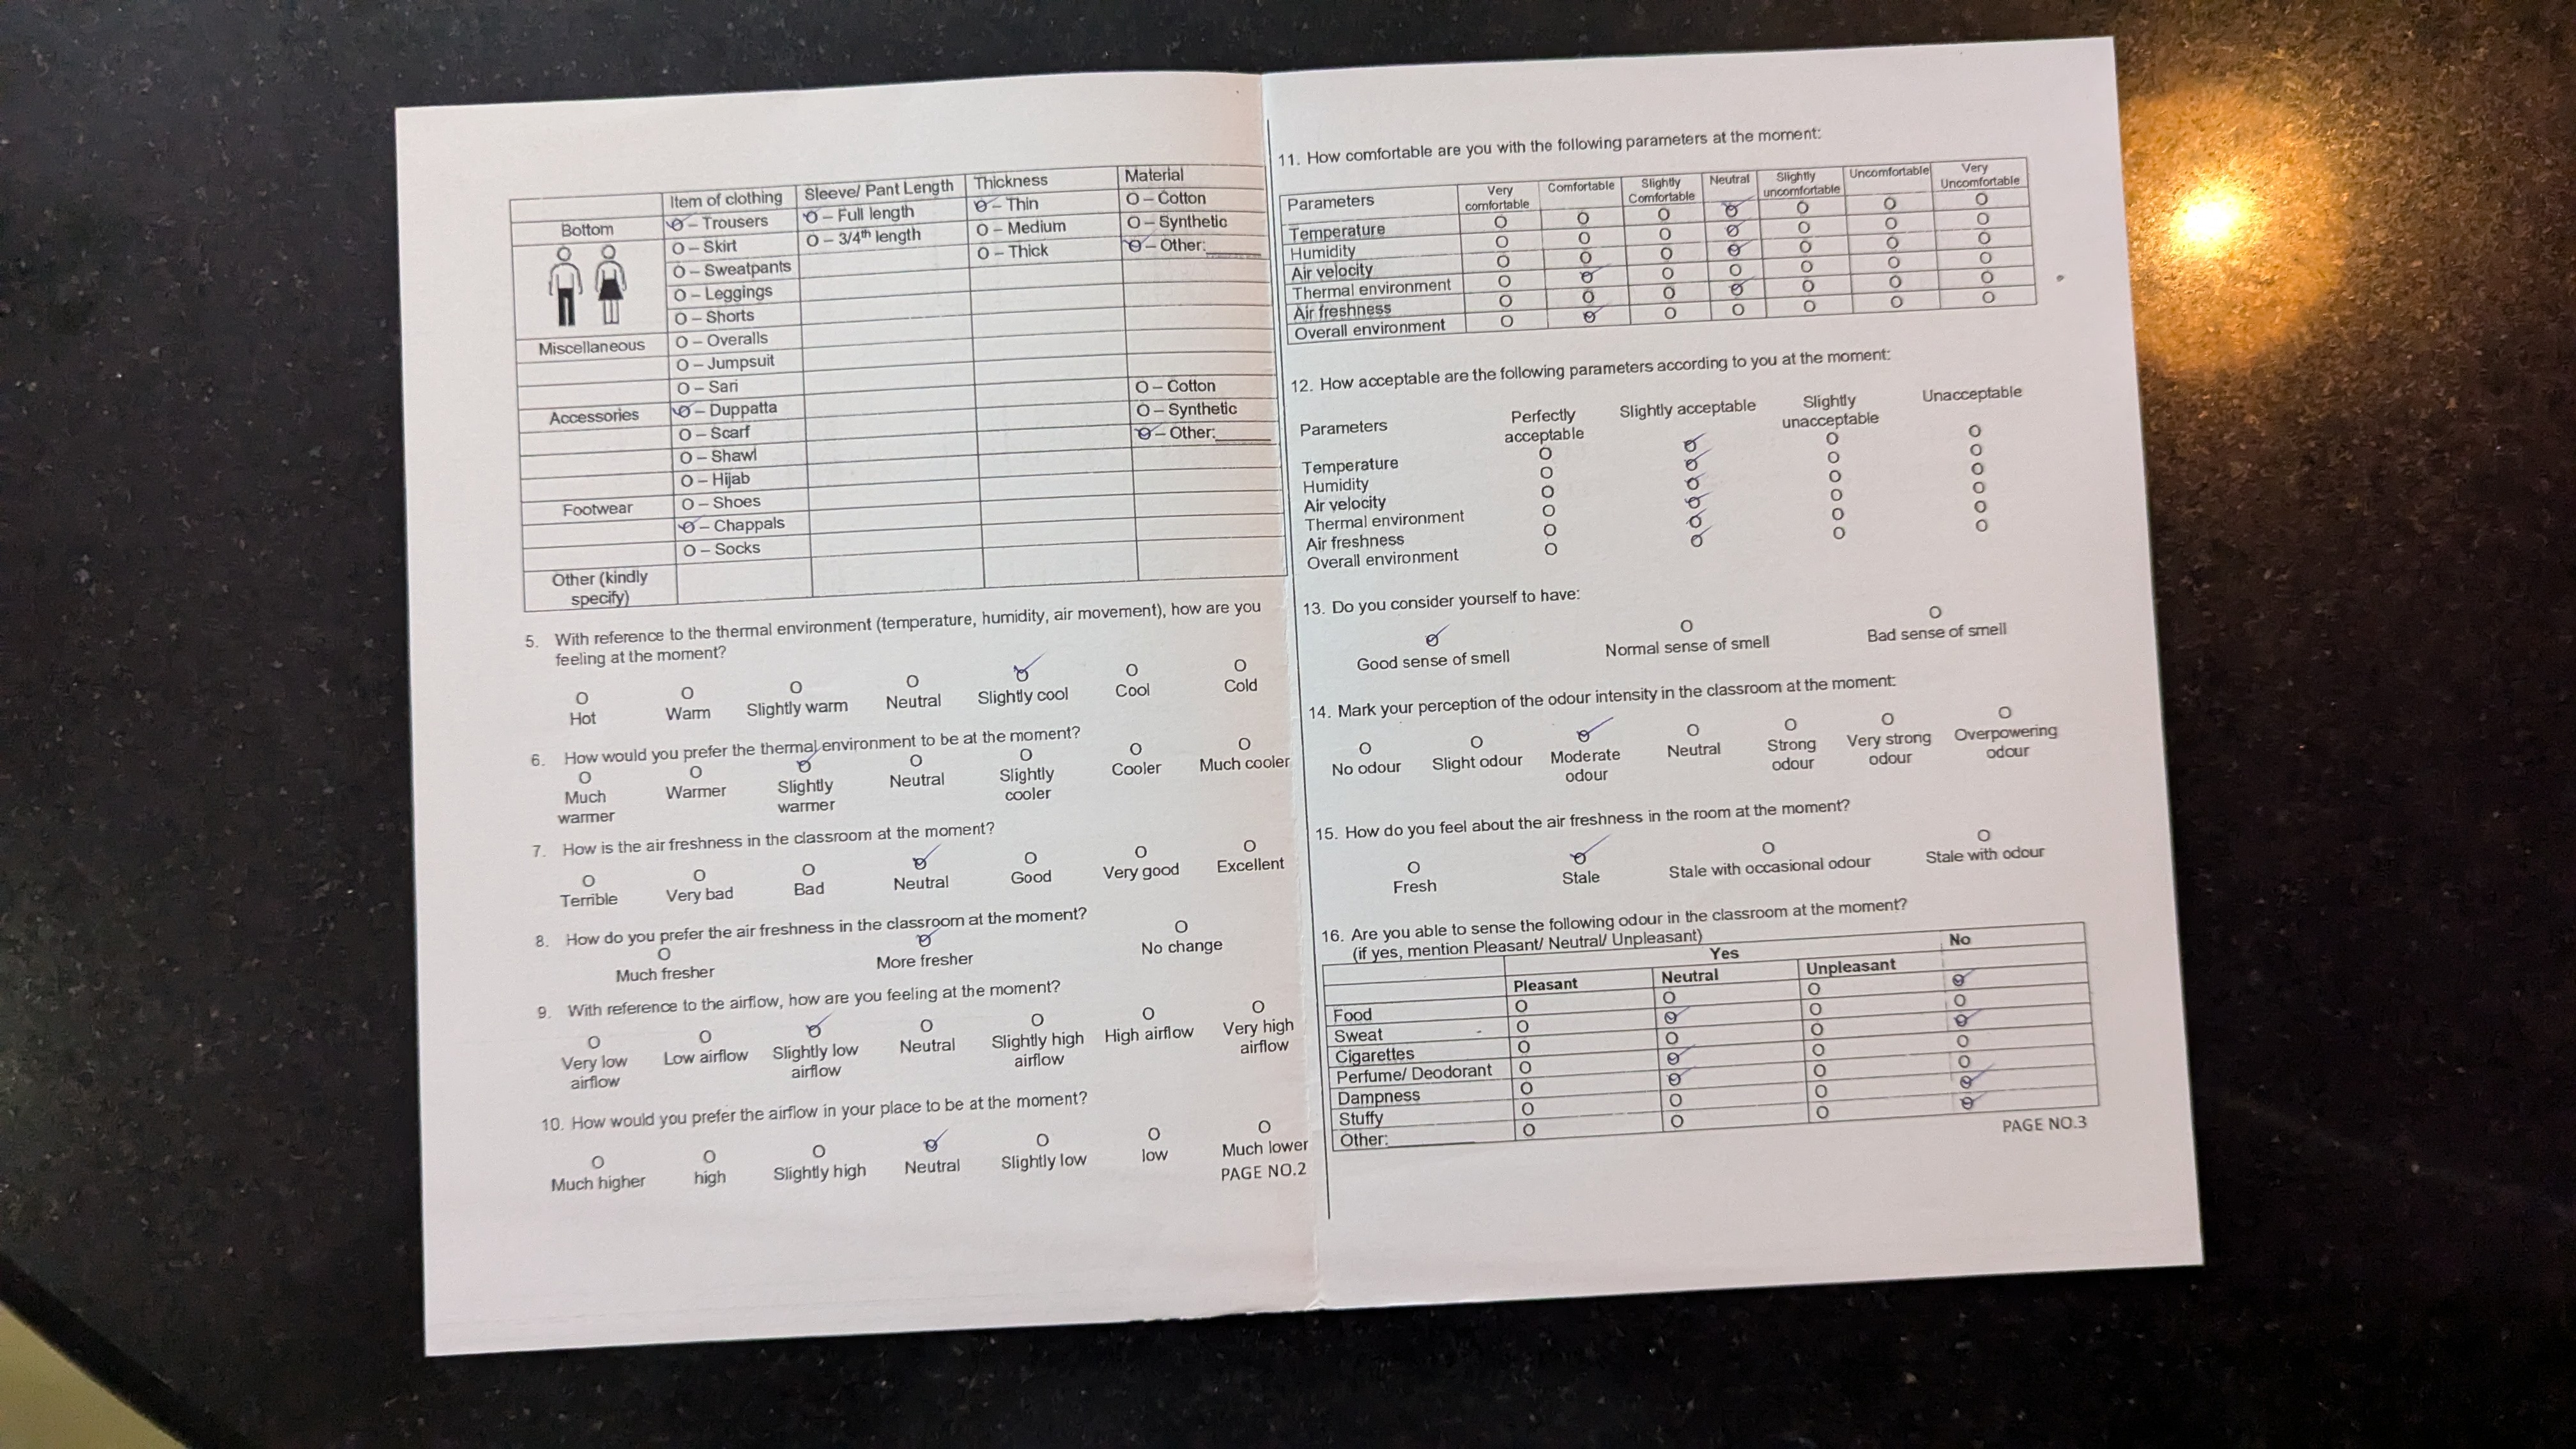 Item of clothing Sleeve/ Pant Length Thickness Material
Bottom O – Trousers O – Full length O – Thin O – Cotton
O – Skirt O – 3/4th length O – Medium O – Synthetic
O – Sweatpants O – Thick O – Other:______
O – Leggings
O – Shorts
Miscellaneous O – Overalls
O – Jumpsuit
O – Sari O – Cotton
Accessories O – Duppatta O – Synthetic
O – Scarf O – Other:______
O – Shawl
O – Hijab
Footwear O – Shoes
O – Chappals
O – Socks
Other (kindly
specify)
5. With reference to the thermal environment (temperature, humidity, air movement), how are you
feeling at the moment?
O O O O O O O
Hot Warm Slightly warm Neutral Slightly cool Cool Cold
6. How would you prefer the thermal environment to be at the moment?
O O O O O O O
Much Warmer Slightly Neutral Slightly Cooler Much cooler
warmer warmer cooler
7. How is the air freshness in the classroom at the moment?
O O O O O O O
Terrible Very bad Bad Neutral Good Very good Excellent
8. How do you prefer the air freshness in the classroom at the moment?
O O O
Much fresher More fresher No change
9. With reference to the airflow, how are you feeling at the moment?
O O O O O O O
Very low Low airflow Slightly low Neutral Slightly high High airflow Very high
airflow airflow airflow airflow
10. How would you prefer the airflow in your place to be at the moment?
O O O O O O O
Much higher high Slightly high Neutral Slightly low low Much lower
PAGE NO.2
11. How comfortable are you with the following parameters at the moment:
Parameters Very Comfortable Slightly Neutral Slightly Uncomfortable Very
comfortable Comfortable uncomfortable Uncomfortable
Temperature O O O O O O O
Humidity O O O O O O O
Air velocity O O O O O O O
Thermal environment O O O O O O O
Air freshness O O O O O O O
Overall environment O O O O O O O
12. How acceptable are the following parameters according to you at the moment:
Parameters Perfectly Slightly acceptable Slightly Unacceptable
acceptable unacceptable
Temperature O O O O
Humidity O O O O
Air velocity O O O O
Thermal environment O O O O
Air freshness O O O O
Overall environment O O O O
13. Do you consider yourself to have:
O O O
Good sense of smell Normal sense of smell Bad sense of smell
14. Mark your perception of the odour intensity in the classroom at the moment:
O O O O O O O
No odour Slight odour Moderate Neutral Strong Very strong Overpowering
odour odour odour odour
15. How do you feel about the air freshness in the room at the moment?
O O O O
Fresh Stale Stale with occasional odour Stale with odour
16. Are you able to sense the following odour in the classroom at the moment?
(if yes, mention Pleasant/ Neutral/ Unpleasant)
Yes No
Pleasant Neutral Unpleasant
Food O O O O
Sweat O O O O
Cigarettes O O O O
Perfume/ Deodorant O O O O
Dampness O O O O
Stuffy O O O O
Other:__________ O O O O
PAGE NO.3